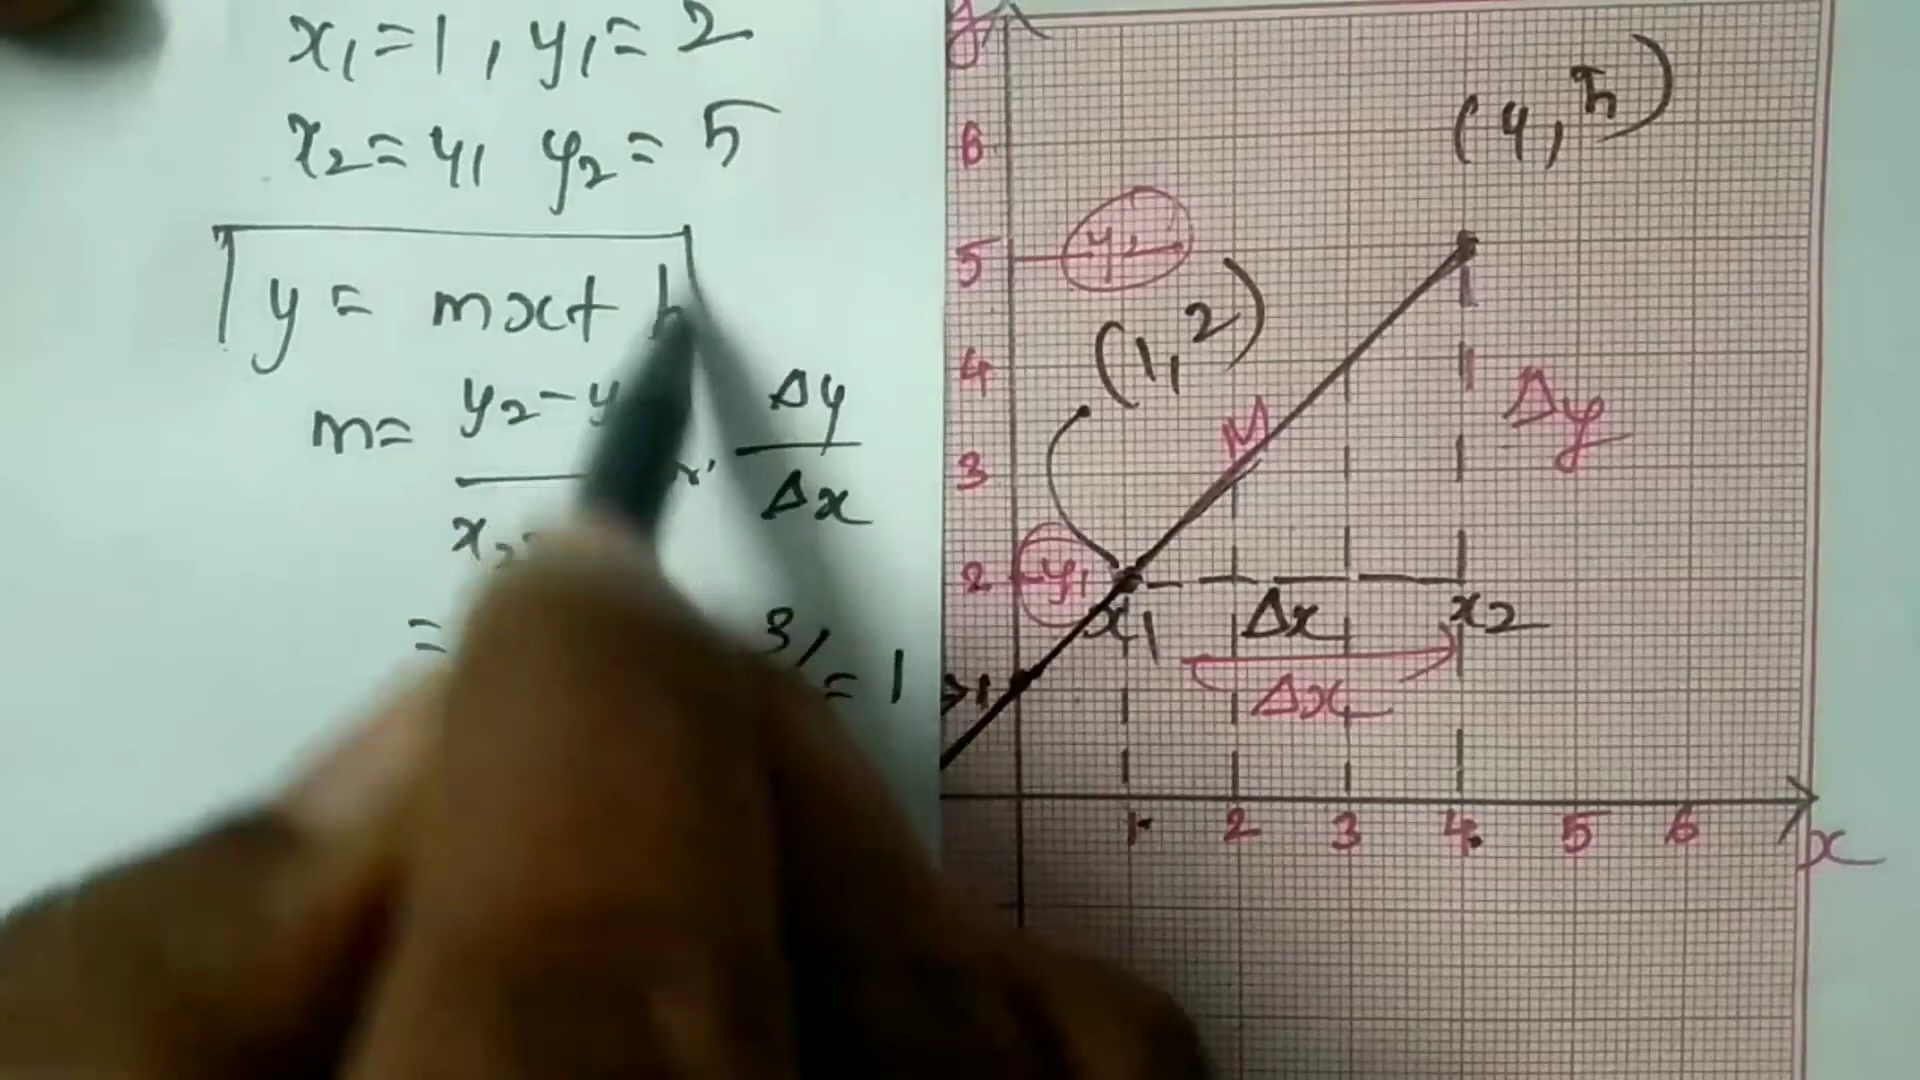 x₁ = 1, y₁ = 2
x₂ = 4, y₂ = 5
y = mx + b
m = y₂ - y
Δy
Δx
x₂ -
=
3/
= 1
y
(4, 5)
6
5
y₂
(1, 2)
4
Δy
M
3
2
y₁
x₁
Δx
x₂
1
Δx
1 2 3 4 5 6
x